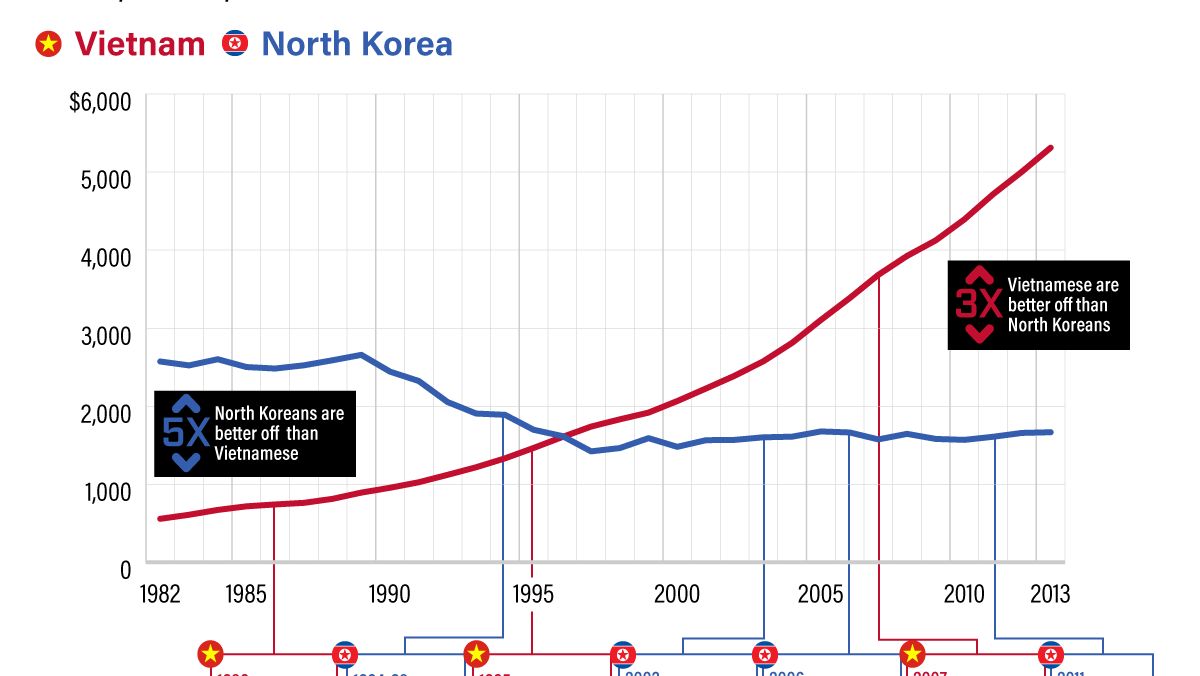 Vietnam North Korea
$6,000
5,000
4,000
3,000
2,000
1,000
0
5X North Koreans are
better off than
Vietnamese
3X Vietnamese are
better off than
North Koreans
1982 1985 1990 1995 2000 2005 2010 2013